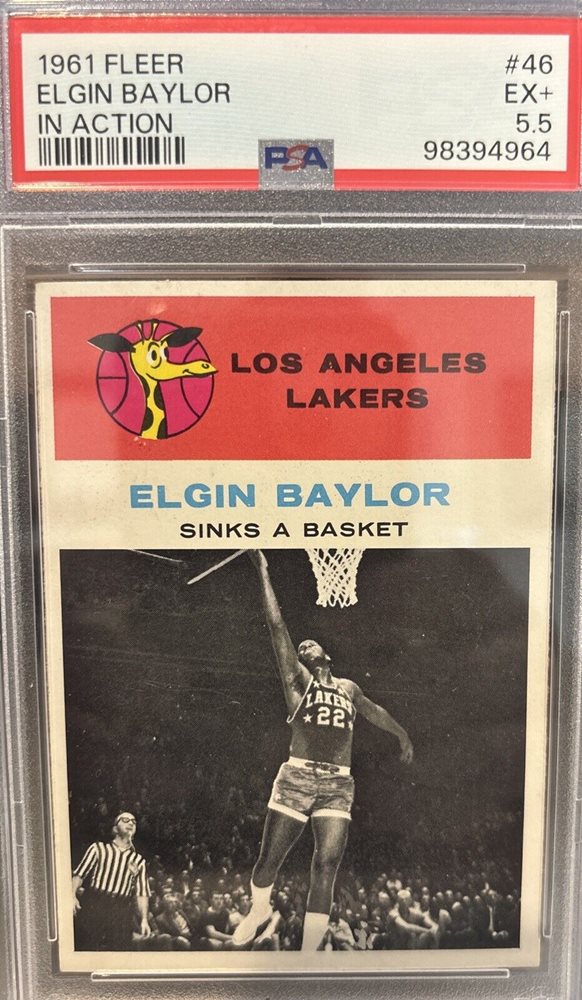 1961 FLEER #46
ELGIN BAYLOR EX+
IN ACTION 5.5
PSA 98394964
LOS ANGELES
LAKERS
ELGIN BAYLOR
SINKS A BASKET
LAKERS
22